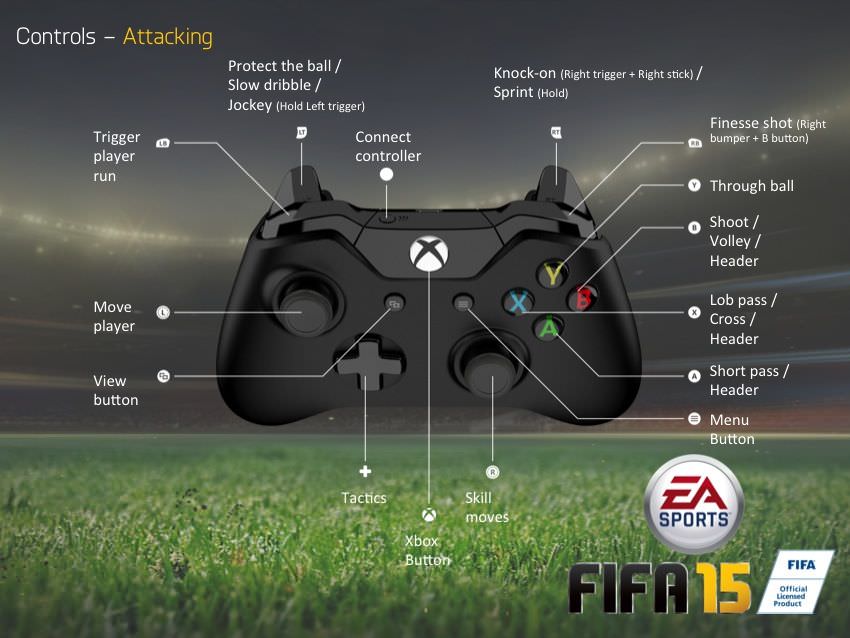 Controls – Attacking
Protect the ball /
Slow dribble /
Jockey (Hold Left trigger)
Knock-on (Right trigger + Right stick) /
Sprint (Hold)
LT
RT
Trigger
player
run
LB
Connect
controller
RB
Finesse shot (Right
bumper + B button)
Y
Through ball
B
Shoot /
Volley /
Header
Y
X
B
A
Move
player
L
X
Lob pass /
Cross /
Header
View
button
A
Short pass /
Header
Menu
Button
Tactics
R
Skill
moves
Xbox
Button
EA
SPORTS
FIFA 15
FIFA
Official
Licensed
Product